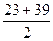 (23 + 39) / 2